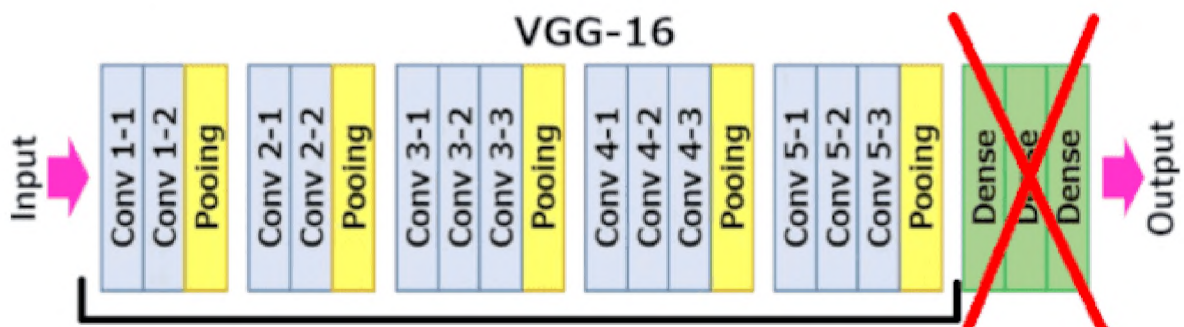 VGG-16
Input
Conv 1-1
Conv 1-2
Pooing
Conv 2-1
Conv 2-2
Pooing
Conv 3-1
Conv 3-2
Conv 3-3
Pooing
Conv 4-1
Conv 4-2
Conv 4-3
Pooing
Conv 5-1
Conv 5-2
Conv 5-3
Pooing
Dense
Dense
Dense
Output